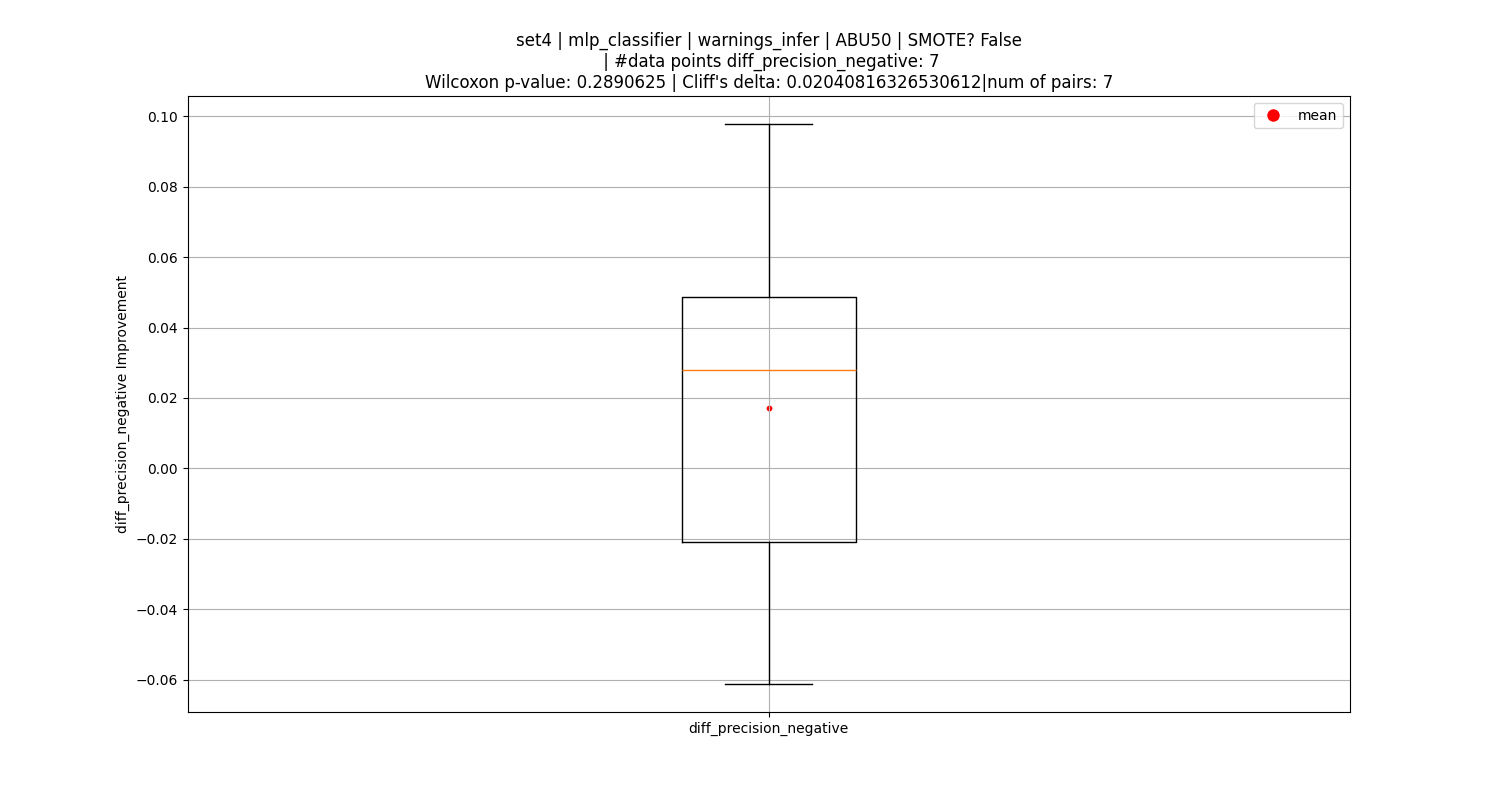 set4 | mlp_classifier | warnings_infer | ABU50 | SMOTE? False
| #data points diff_precision_negative: 7
Wilcoxon p-value: 0.2890625 | Cliff's delta: 0.02040816326530612|num of pairs: 7
mean
0.10
0.08
0.06
0.04
0.02
0.00
−0.02
−0.04
−0.06
diff_precision_negative Improvement
diff_precision_negative